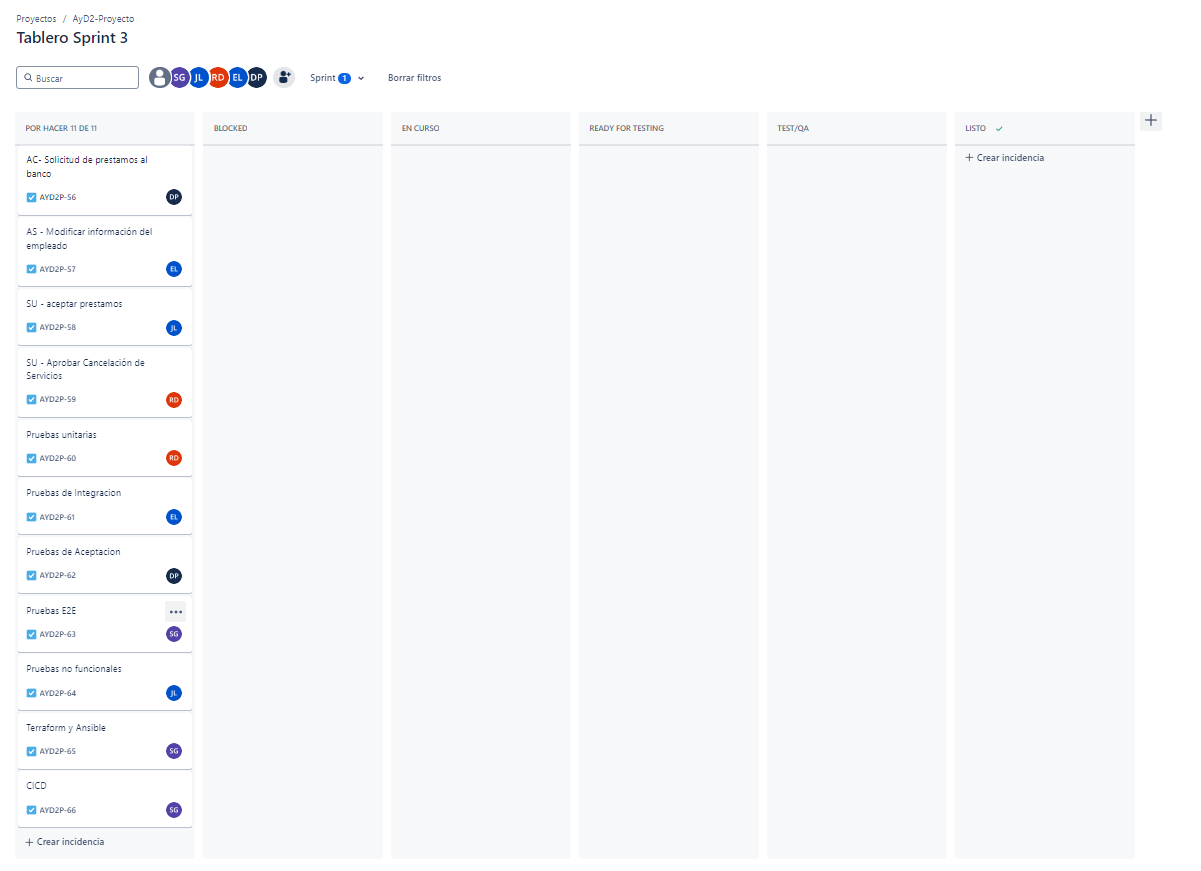 Proyectos / AyD2-Proyecto
Tablero Sprint 3
Buscar
SG JL RD EL DP
Sprint 1
Borrar filtros
POR HACER 11 DE 11
BLOCKED
EN CURSO
READY FOR TESTING
TEST/QA
LISTO
+ Crear incidencia
AC- Solicitud de prestamos al
banco
AYD2P-56 DP
AS - Modificar información del
empleado
AYD2P-57 EL
SU - aceptar prestamos
AYD2P-58 JL
SU - Aprobar Cancelación de
Servicios
AYD2P-59 RD
Pruebas unitarias
AYD2P-60 RD
Pruebas de Integracion
AYD2P-61 EL
Pruebas de Aceptacion
AYD2P-62 DP
Pruebas E2E
AYD2P-63 SG
Pruebas no funcionales
AYD2P-64 JL
Terraform y Ansible
AYD2P-65 SG
CICD
AYD2P-66 SG
+ Crear incidencia